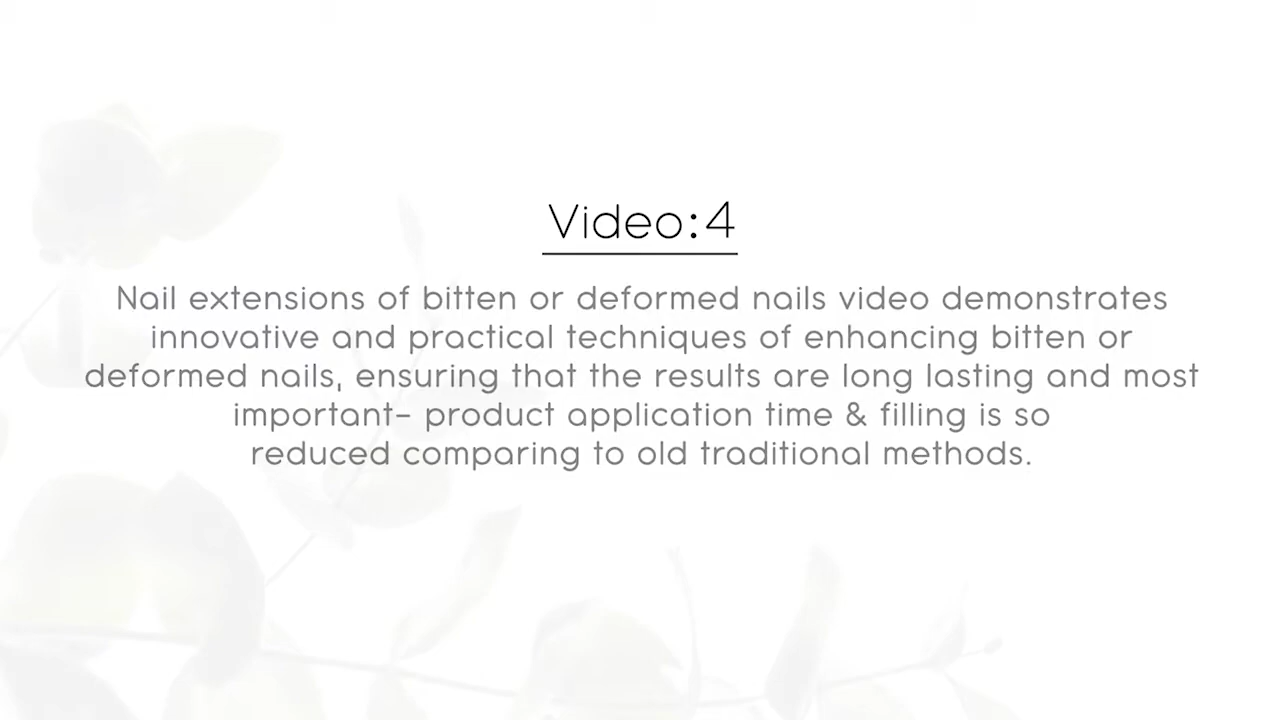 Video:4
Nail extensions of bitten or deformed nails video demonstrates
innovative and practical techniques of enhancing bitten or
deformed nails, ensuring that the results are long lasting and most
important- product application time & filling is so
reduced comparing to old traditional methods.